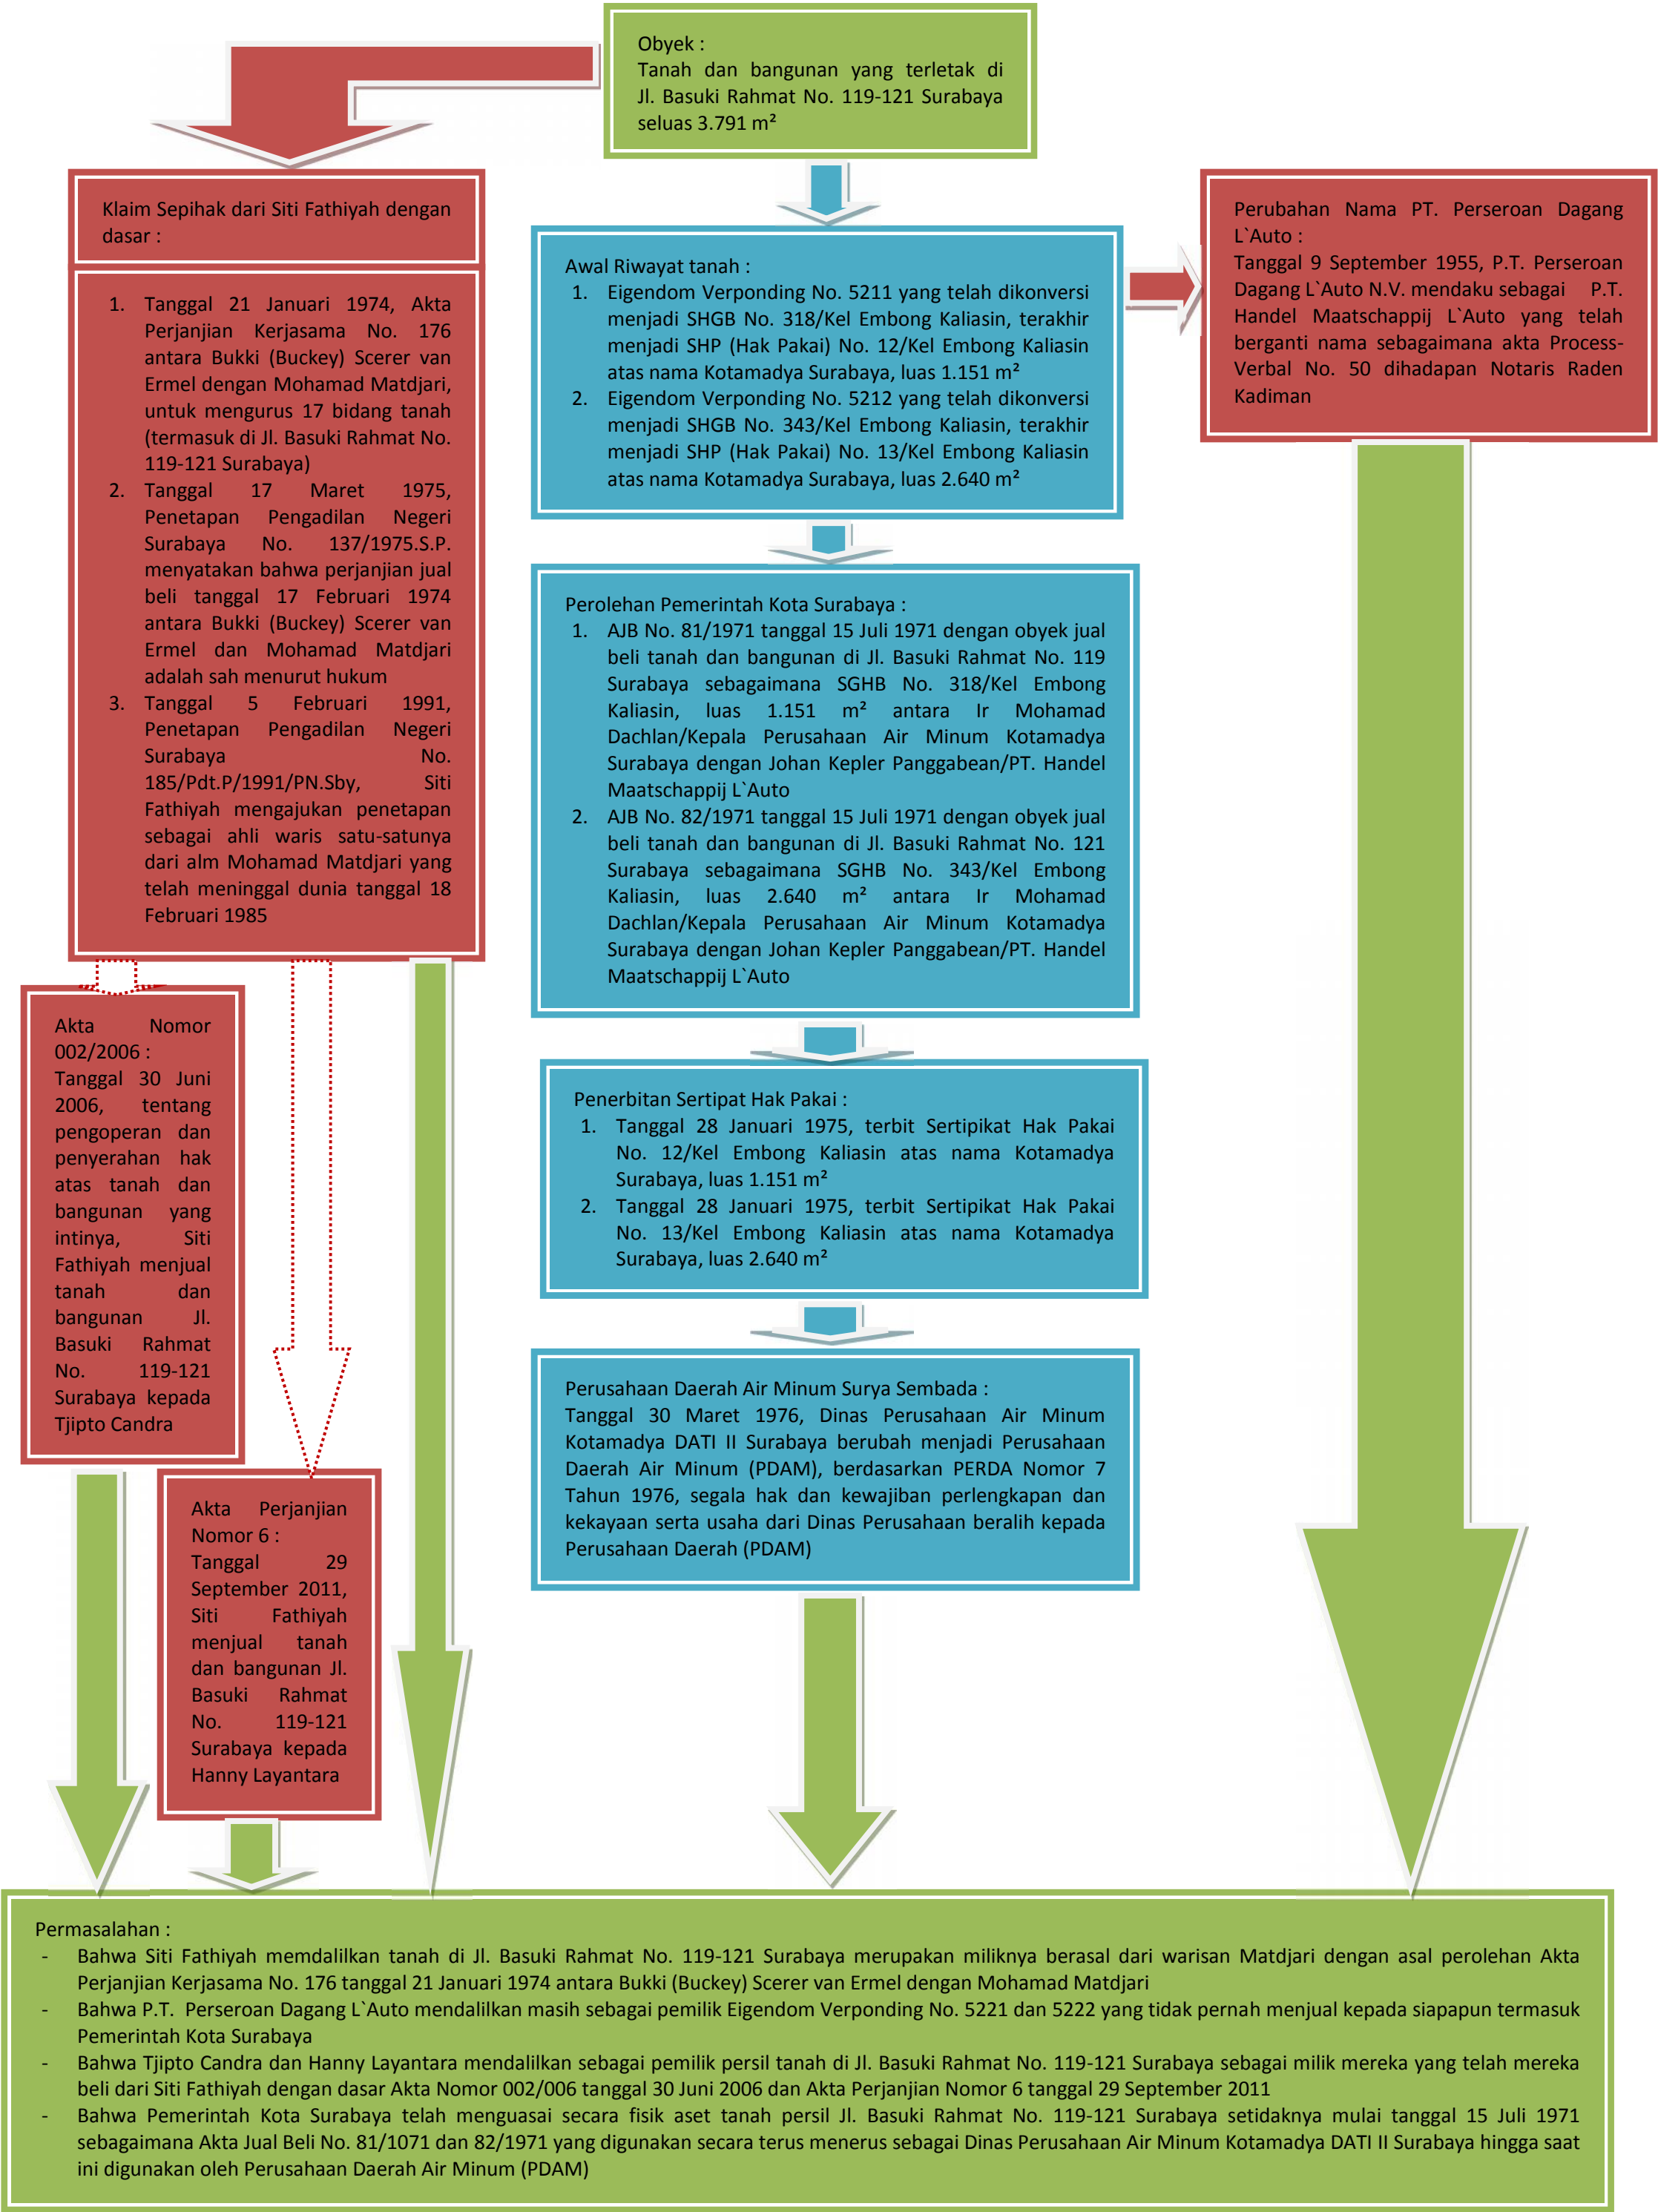 Obyek :
Tanah dan bangunan yang terletak di
Jl. Basuki Rahmat No. 119-121 Surabaya
seluas 3.791 m²
Klaim Sepihak dari Siti Fathiyah dengan
dasar :
1. Tanggal 21 Januari 1974, Akta
Perjanjian Kerjasama No. 176
antara Bukki (Buckey) Scerer van
Ermel dengan Mohamad Matdjari,
untuk mengurus 17 bidang tanah
(termasuk di Jl. Basuki Rahmat No.
119-121 Surabaya)
2. Tanggal 17 Maret 1975,
Penetapan Pengadilan Negeri
Surabaya No. 137/1975.S.P.
menyatakan bahwa perjanjian jual
beli tanggal 17 Februari 1974
antara Bukki (Buckey) Scerer van
Ermel dan Mohamad Matdjari
adalah sah menurut hukum
3. Tanggal 5 Februari 1991,
Penetapan Pengadilan Negeri
Surabaya No.
185/Pdt.P/1991/PN.Sby, Siti
Fathiyah mengajukan penetapan
sebagai ahli waris satu-satunya
dari alm Mohamad Matdjari yang
telah meninggal dunia tanggal 18
Februari 1985
Awal Riwayat tanah :
1. Eigendom Verponding No. 5211 yang telah dikonversi
menjadi SHGB No. 318/Kel Embong Kaliasin, terakhir
menjadi SHP (Hak Pakai) No. 12/Kel Embong Kaliasin
atas nama Kotamadya Surabaya, luas 1.151 m²
2. Eigendom Verponding No. 5212 yang telah dikonversi
menjadi SHGB No. 343/Kel Embong Kaliasin, terakhir
menjadi SHP (Hak Pakai) No. 13/Kel Embong Kaliasin
atas nama Kotamadya Surabaya, luas 2.640 m²
Perubahan Nama PT. Perseroan Dagang
L`Auto :
Tanggal 9 September 1955, P.T. Perseroan
Dagang L`Auto N.V. mendaku sebagai P.T.
Handel Maatschappij L`Auto yang telah
berganti nama sebagaimana akta Process-
Verbal No. 50 dihadapan Notaris Raden
Kadiman
Perolehan Pemerintah Kota Surabaya :
1. AJB No. 81/1971 tanggal 15 Juli 1971 dengan obyek jual
beli tanah dan bangunan di Jl. Basuki Rahmat No. 119
Surabaya sebagaimana SGHB No. 318/Kel Embong
Kaliasin, luas 1.151 m² antara Ir Mohamad
Dachlan/Kepala Perusahaan Air Minum Kotamadya
Surabaya dengan Johan Kepler Panggabean/PT. Handel
Maatschappij L`Auto
2. AJB No. 82/1971 tanggal 15 Juli 1971 dengan obyek jual
beli tanah dan bangunan di Jl. Basuki Rahmat No. 121
Surabaya sebagaimana SGHB No. 343/Kel Embong
Kaliasin, luas 2.640 m² antara Ir Mohamad
Dachlan/Kepala Perusahaan Air Minum Kotamadya
Surabaya dengan Johan Kepler Panggabean/PT. Handel
Maatschappij L`Auto
Akta Nomor
002/2006 :
Tanggal 30 Juni
2006, tentang
pengoperan dan
penyerahan hak
atas tanah dan
bangunan yang
intinya, Siti
Fathiyah menjual
tanah dan
bangunan Jl.
Basuki Rahmat
No. 119-121
Surabaya kepada
Tjipto Candra
Penerbitan Sertipat Hak Pakai :
1. Tanggal 28 Januari 1975, terbit Sertipikat Hak Pakai
No. 12/Kel Embong Kaliasin atas nama Kotamadya
Surabaya, luas 1.151 m²
2. Tanggal 28 Januari 1975, terbit Sertipikat Hak Pakai
No. 13/Kel Embong Kaliasin atas nama Kotamadya
Surabaya, luas 2.640 m²
Perusahaan Daerah Air Minum Surya Sembada :
Tanggal 30 Maret 1976, Dinas Perusahaan Air Minum
Kotamadya DATI II Surabaya berubah menjadi Perusahaan
Daerah Air Minum (PDAM), berdasarkan PERDA Nomor 7
Tahun 1976, segala hak dan kewajiban perlengkapan dan
kekayaan serta usaha dari Dinas Perusahaan beralih kepada
Perusahaan Daerah (PDAM)
Akta Perjanjian
Nomor 6 :
Tanggal 29
September 2011,
Siti Fathiyah
menjual tanah
dan bangunan Jl.
Basuki Rahmat
No. 119-121
Surabaya kepada
Hanny Layantara
Permasalahan :
- Bahwa Siti Fathiyah memdalilkan tanah di Jl. Basuki Rahmat No. 119-121 Surabaya merupakan miliknya berasal dari warisan Matdjari dengan asal perolehan Akta
Perjanjian Kerjasama No. 176 tanggal 21 Januari 1974 antara Bukki (Buckey) Scerer van Ermel dengan Mohamad Matdjari
- Bahwa P.T. Perseroan Dagang L`Auto mendalilkan masih sebagai pemilik Eigendom Verponding No. 5221 dan 5222 yang tidak pernah menjual kepada siapapun termasuk
Pemerintah Kota Surabaya
- Bahwa Tjipto Candra dan Hanny Layantara mendalilkan sebagai pemilik persil tanah di Jl. Basuki Rahmat No. 119-121 Surabaya sebagai milik mereka yang telah mereka
beli dari Siti Fathiyah dengan dasar Akta Nomor 002/006 tanggal 30 Juni 2006 dan Akta Perjanjian Nomor 6 tanggal 29 September 2011
- Bahwa Pemerintah Kota Surabaya telah menguasai secara fisik aset tanah persil Jl. Basuki Rahmat No. 119-121 Surabaya setidaknya mulai tanggal 15 Juli 1971
sebagaimana Akta Jual Beli No. 81/1071 dan 82/1971 yang digunakan secara terus menerus sebagai Dinas Perusahaan Air Minum Kotamadya DATI II Surabaya hingga saat
ini digunakan oleh Perusahaan Daerah Air Minum (PDAM)